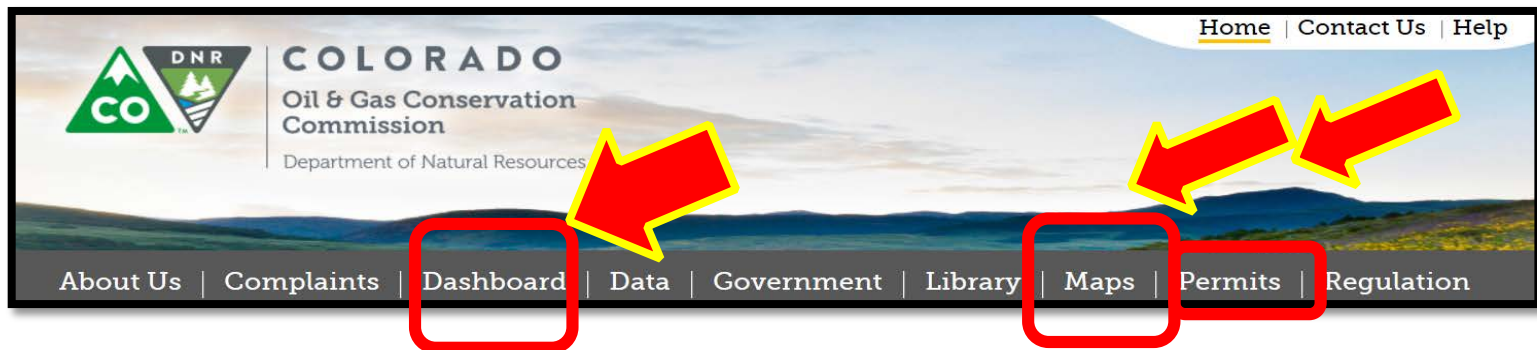 Home | Contact Us | Help
DNR
CO
TM
COLORADO
Oil & Gas Conservation
Commission
Department of Natural Resources
About Us | Complaints | Dashboard | Data | Government | Library | Maps | Permits | Regulation